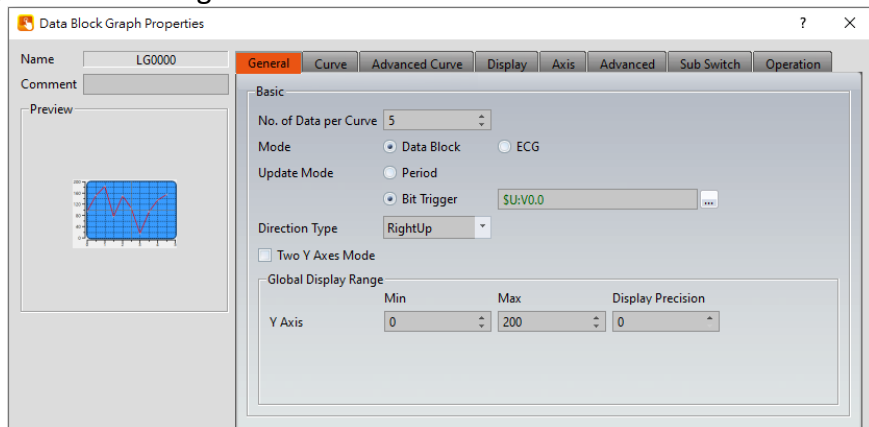 Data Block Graph Properties ? ×
Name LG0000
Comment
Preview
General Curve Advanced Curve Display Axis Advanced Sub Switch Operation
Basic
No. of Data per Curve 5
Mode Data Block ECG
Update Mode Period
Bit Trigger $U:V0.0 ...
Direction Type RightUp
Two Y Axes Mode
Global Display Range
Min Max Display Precision
Y Axis 0 200 0